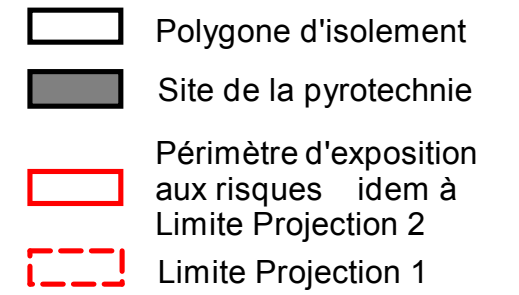 Polygone d'isolement
Site de la pyrotechnie
Périmètre d'exposition
aux risques idem à
Limite Projection 2
Limite Projection 1